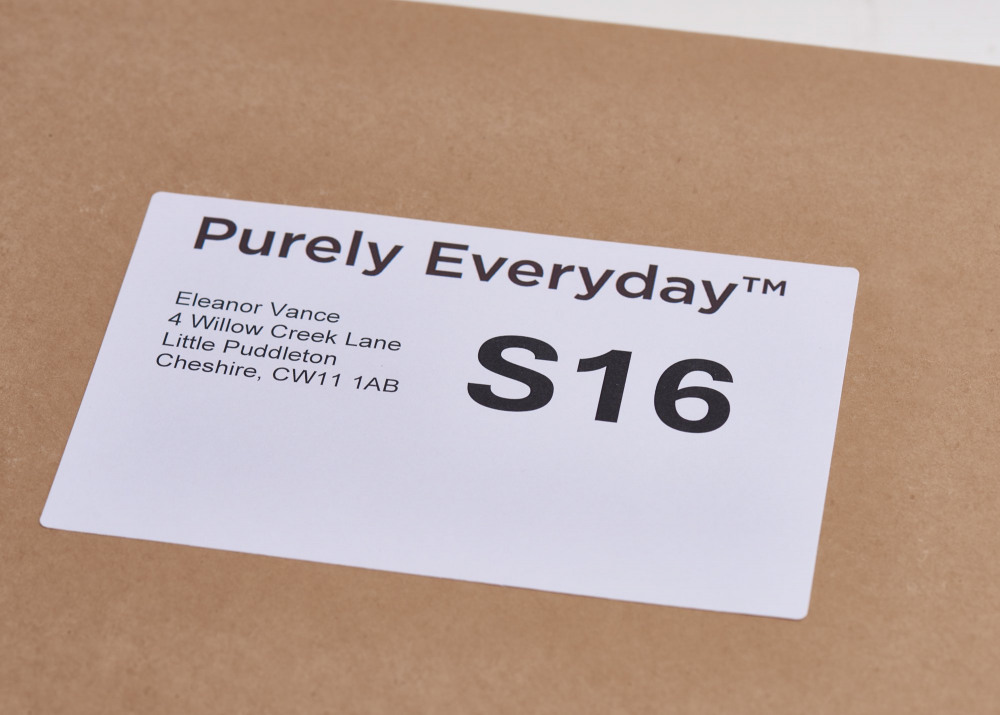 Purely Everyday™
Eleanor Vance
4 Willow Creek Lane
Little Puddleton
Cheshire, CW11 1AB
S16